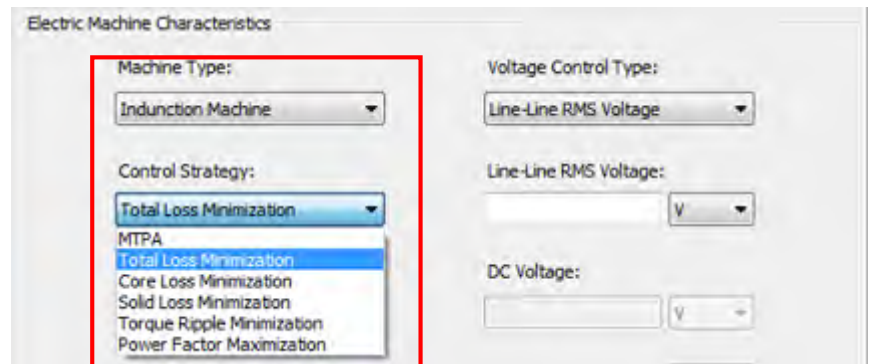 Electric Machine Characteristics
Machine Type:
Indunction Machine
Control Strategy:
Total Loss Minimization
MTPA
Total Loss Minimization
Core Loss Minimization
Solid Loss Minimization
Torque Ripple Minimization
Power Factor Maximization
Voltage Control Type:
Line-Line RMS Voltage
Line-Line RMS Voltage:
V
DC Voltage:
V